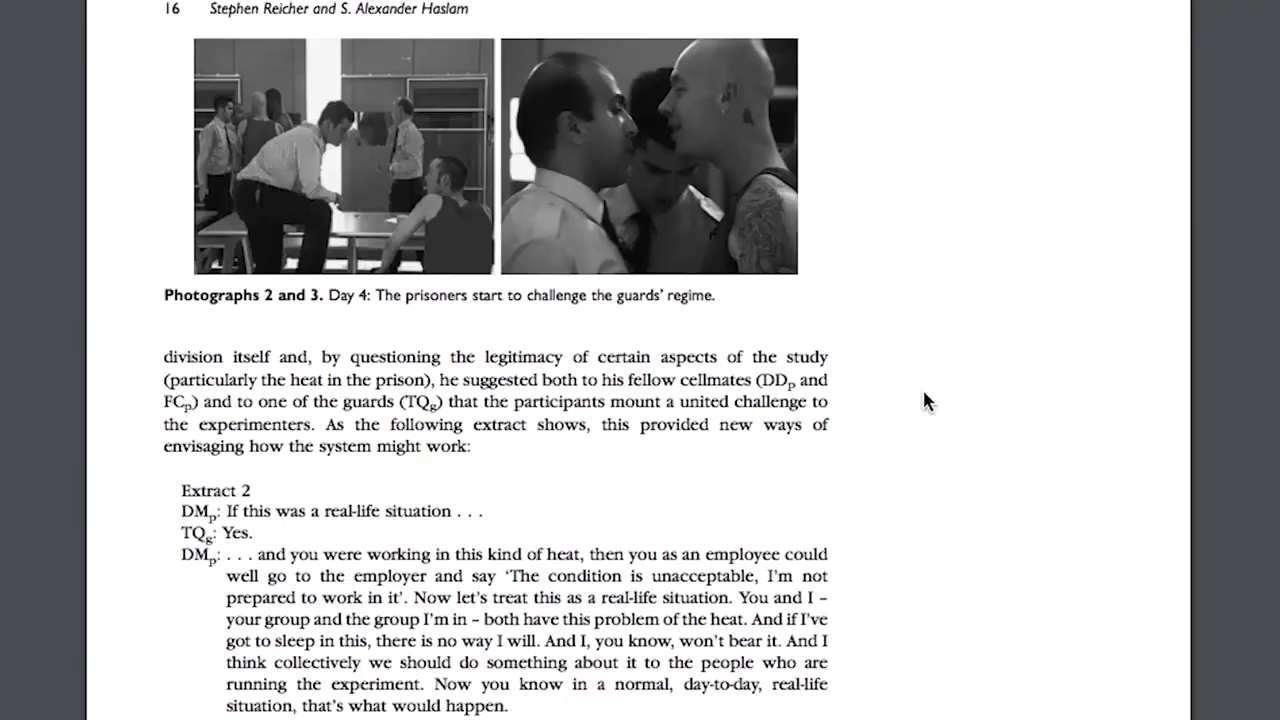 16 Stephen Reicher and S. Alexander Haslam
Photographs 2 and 3. Day 4: The prisoners start to challenge the guards' regime.
division itself and, by questioning the legitimacy of certain aspects of the study
(particularly the heat in the prison), he suggested both to his fellow cellmates (DDp and
FCp) and to one of the guards (TQg) that the participants mount a united challenge to
the experimenters. As the following extract shows, this provided new ways of
envisaging how the system might work:
Extract 2
DMp: If this was a real-life situation . . .
TQg: Yes.
DMp: . . . and you were working in this kind of heat, then you as an employee could
well go to the employer and say 'The condition is unacceptable, I'm not
prepared to work in it'. Now let's treat this as a real-life situation. You and I –
your group and the group I'm in – both have this problem of the heat. And if I've
got to sleep in this, there is no way I will. And I, you know, won't bear it. And I
think collectively we should do something about it to the people who are
running the experiment. Now you know in a normal, day-to-day, real-life
situation, that's what would happen.